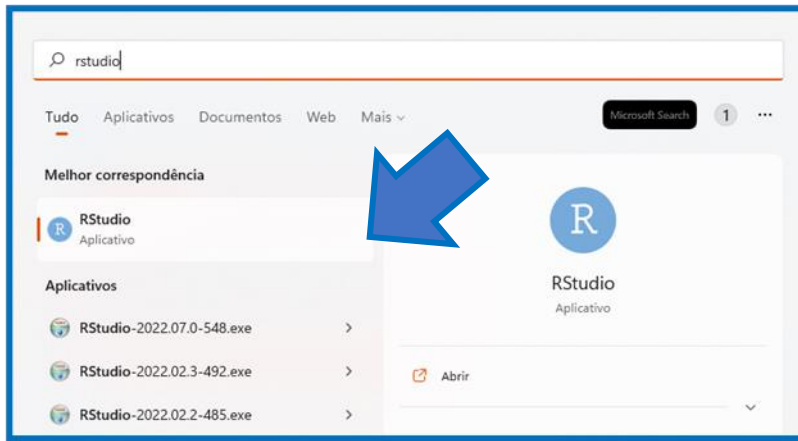 rstudio
Tudo Aplicativos Documentos Web Mais
Microsoft Search 1 ...
Melhor correspondência
R RStudio
Aplicativo
Aplicativos
RStudio-2022.07.0-548.exe
RStudio-2022.02.3-492.exe
RStudio-2022.02.2-485.exe
R
RStudio
Aplicativo
Abrir